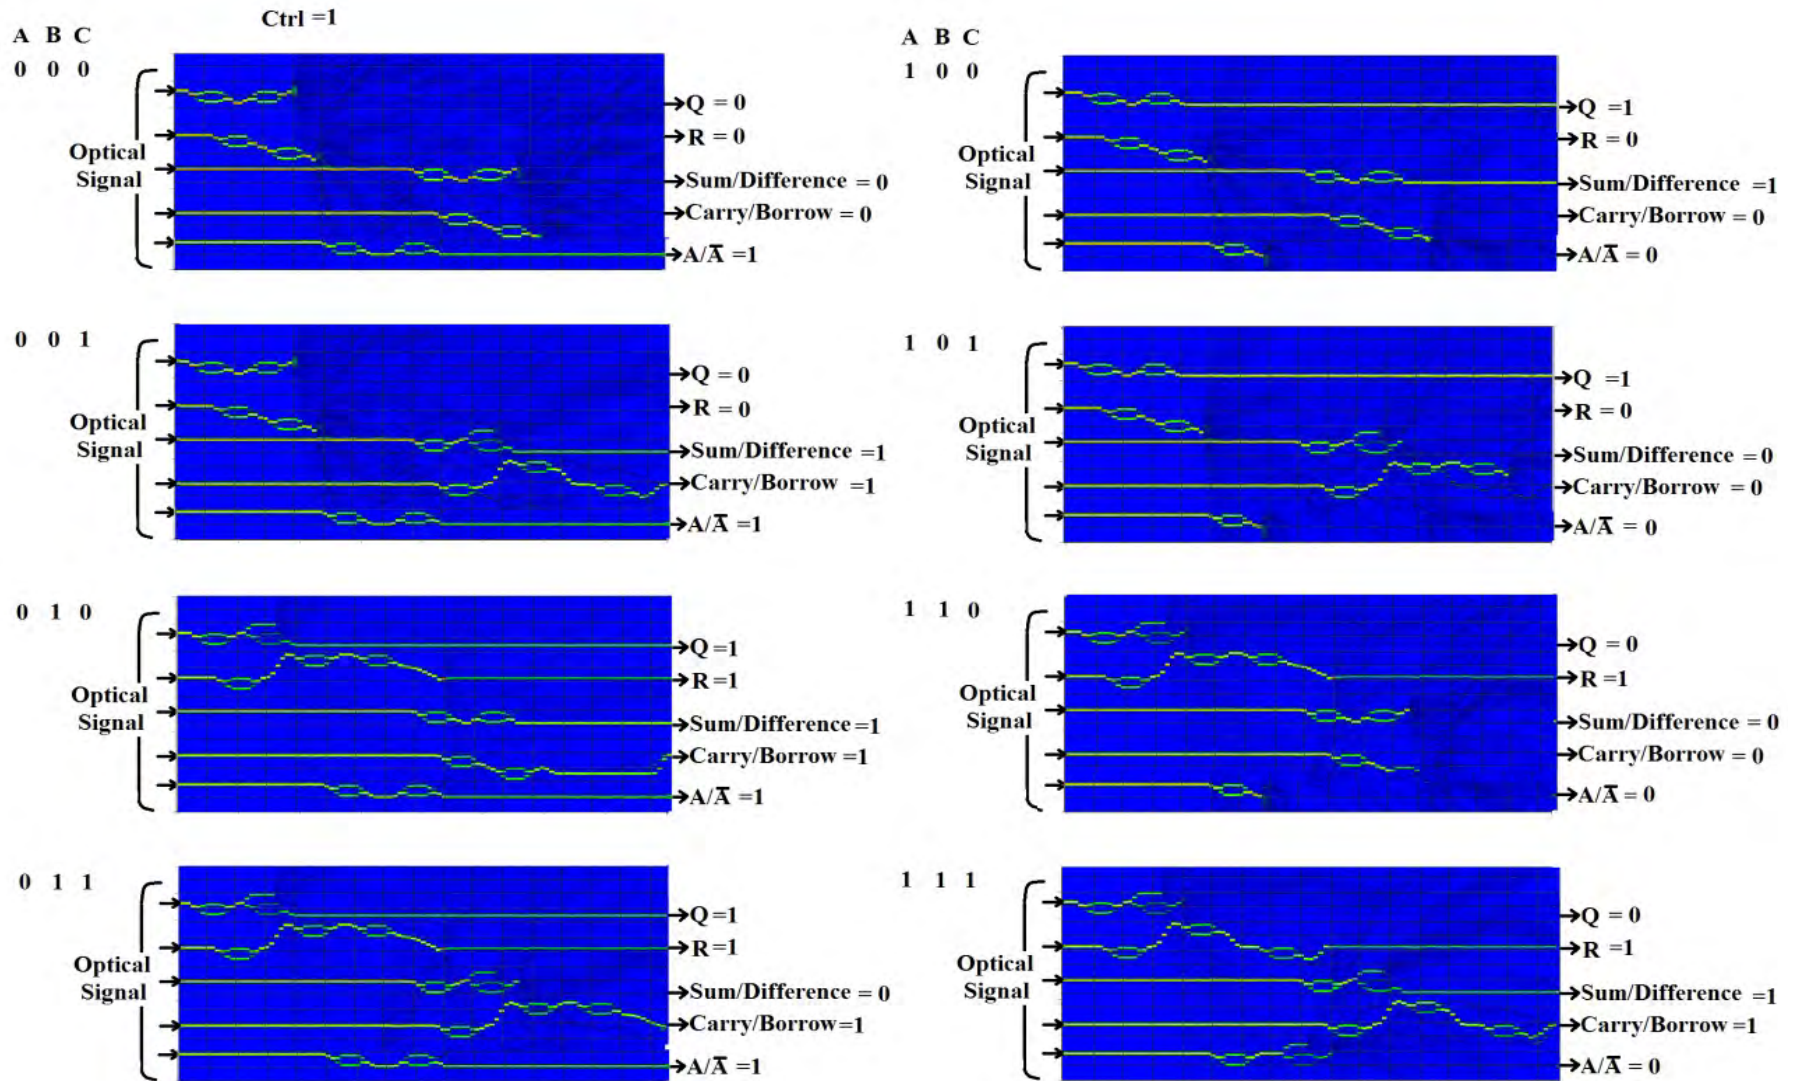 Ctrl =1
A B C
0 0 0
Optical
Signal
Q = 0
R = 0
Sum/Difference = 0
Carry/Borrow = 0
A/A̅ =1
0 0 1
Optical
Signal
Q = 0
R = 0
Sum/Difference =1
Carry/Borrow =1
A/A̅ =1
0 1 0
Optical
Signal
Q =1
R =1
Sum/Difference =1
Carry/Borrow =1
A/A̅ =1
0 1 1
Optical
Signal
Q =1
R =1
Sum/Difference = 0
Carry/Borrow =1
A/A̅ =1
A B C
1 0 0
Optical
Signal
Q =1
R = 0
Sum/Difference =1
Carry/Borrow = 0
A/A̅ = 0
1 0 1
Optical
Signal
Q =1
R = 0
Sum/Difference = 0
Carry/Borrow = 0
A/A̅ = 0
1 1 0
Optical
Signal
Q = 0
R =1
Sum/Difference = 0
Carry/Borrow = 0
A/A̅ = 0
1 1 1
Optical
Signal
Q = 0
R =1
Sum/Difference =1
Carry/Borrow =1
A/A̅ = 0